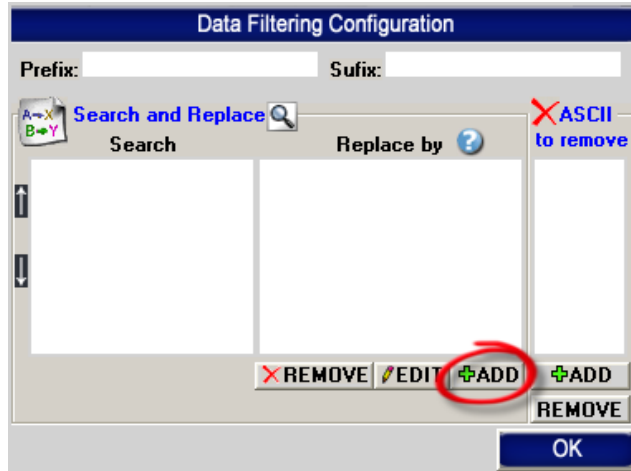 Data Filtering Configuration
Prefix: Sufix:
A→X
B→Y
Search and Replace
ASCII
to remove
Search Replace by ?
REMOVE EDIT ADD ADD
REMOVE
OK